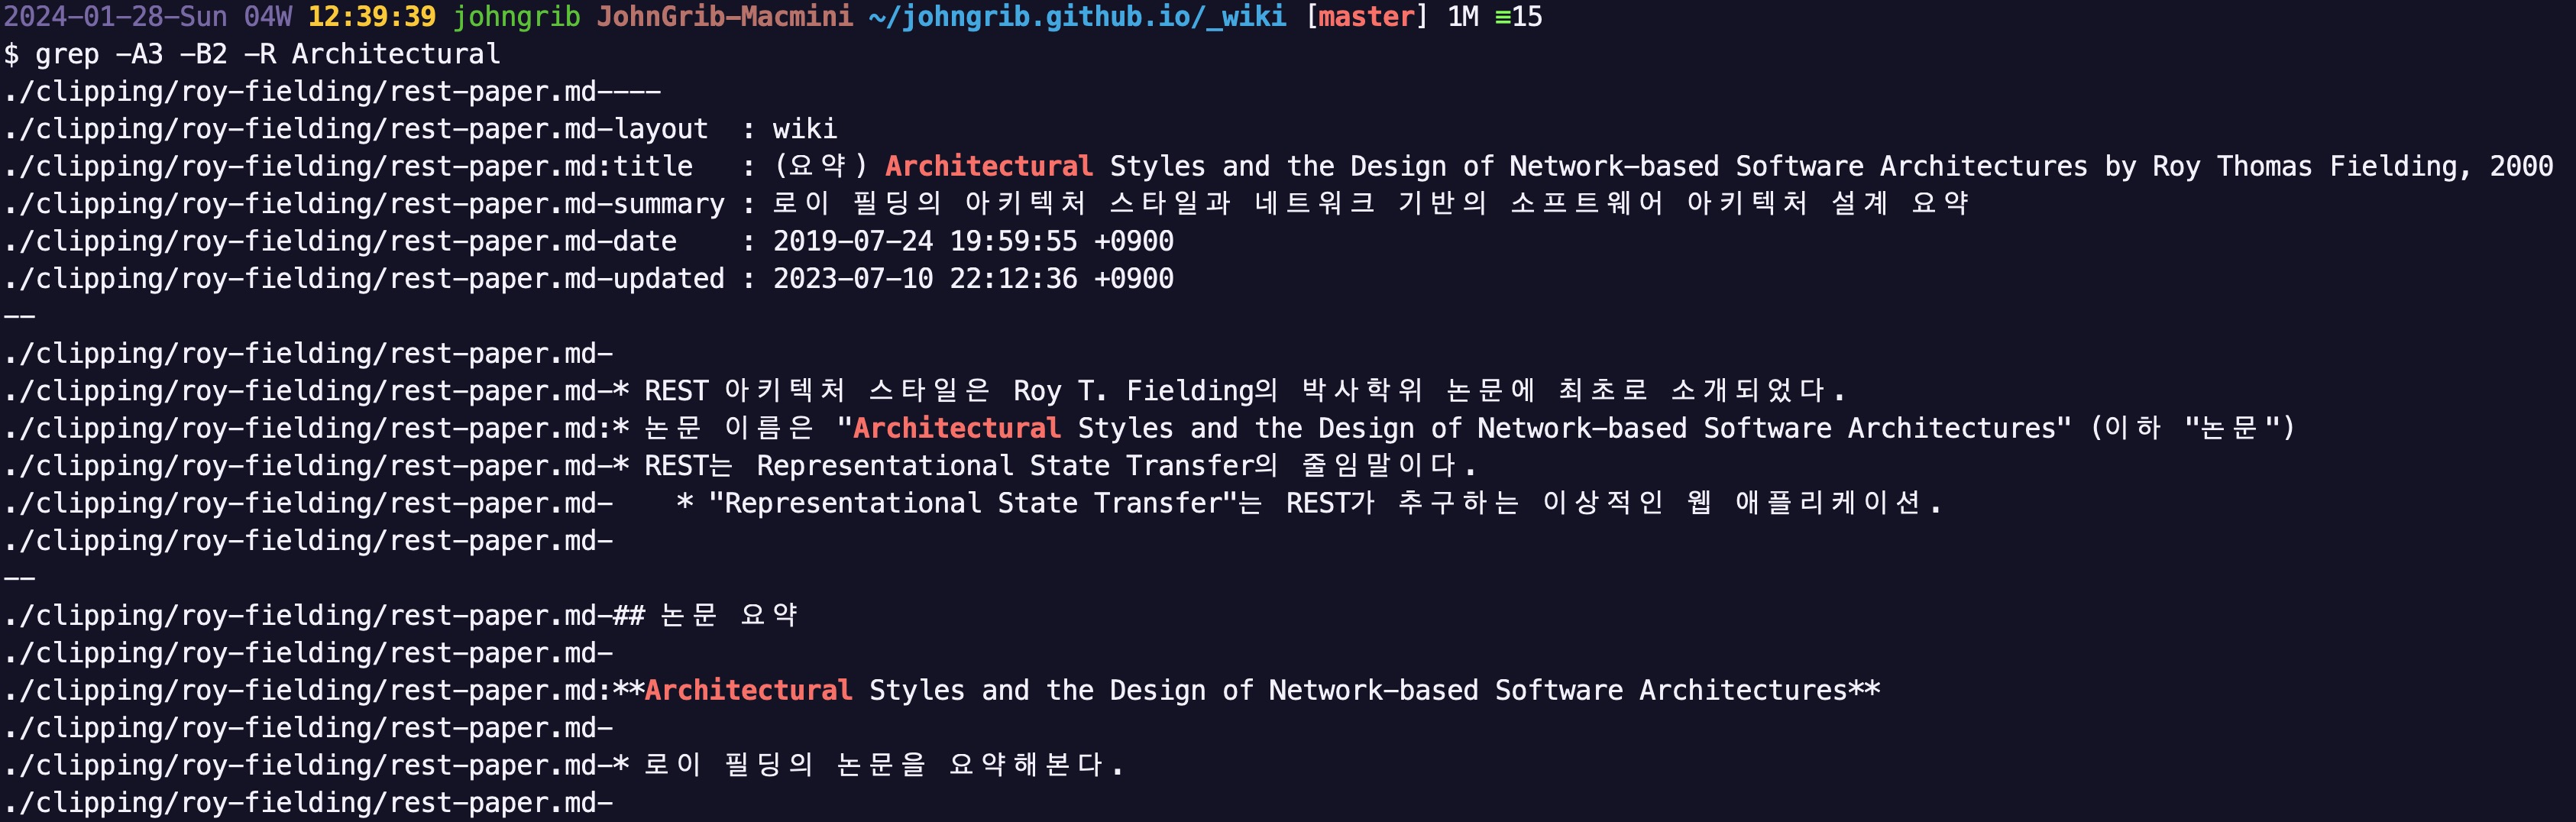 2024-01-28-Sun 04W 12:39:39 johngrib JohnGrib-Macmini ~/johngrib.github.io/_wiki [master] 1M ≡15
$ grep -A3 -B2 -R Architectural
./clipping/roy-fielding/rest-paper.md----
./clipping/roy-fielding/rest-paper.md-layout  : wiki
./clipping/roy-fielding/rest-paper.md:title   : (요약) Architectural Styles and the Design of Network-based Software Architectures by Roy Thomas Fielding, 2000
./clipping/roy-fielding/rest-paper.md-summary : 로이 필딩의 아키텍처 스타일과 네트워크 기반의 소프트웨어 아키텍처 설계 요약
./clipping/roy-fielding/rest-paper.md-date    : 2019-07-24 19:59:55 +0900
./clipping/roy-fielding/rest-paper.md-updated : 2023-07-10 22:12:36 +0900
--
./clipping/roy-fielding/rest-paper.md-
./clipping/roy-fielding/rest-paper.md-* REST 아키텍처 스타일은 Roy T. Fielding의 박사학위 논문에 최초로 소개되었다.
./clipping/roy-fielding/rest-paper.md:* 논문 이름은 "Architectural Styles and the Design of Network-based Software Architectures" (이하 "논문")
./clipping/roy-fielding/rest-paper.md-* REST는 Representational State Transfer의 줄임말이다.
./clipping/roy-fielding/rest-paper.md-    * "Representational State Transfer"는 REST가 추구하는 이상적인 웹 애플리케이션.
./clipping/roy-fielding/rest-paper.md-
--
./clipping/roy-fielding/rest-paper.md-## 논문 요약
./clipping/roy-fielding/rest-paper.md-
./clipping/roy-fielding/rest-paper.md:**Architectural Styles and the Design of Network-based Software Architectures**
./clipping/roy-fielding/rest-paper.md-
./clipping/roy-fielding/rest-paper.md-* 로이 필딩의 논문을 요약해본다.
./clipping/roy-fielding/rest-paper.md-